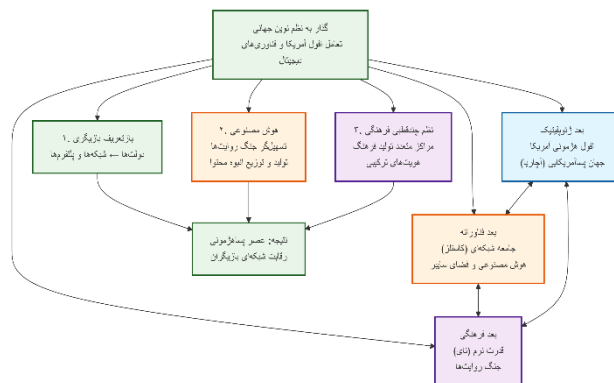 گذار به نظم نوین جهانی
تعامل افول آمریکا و فناوری‌های
دیجیتال
۱. بازتعریف بازیگری
دولت‌ها ← شبکه‌ها و پلتفرم‌ها
۲. هوش مصنوعی
تسهیل‌گر جنگ روایت‌ها
تولید و توزیع انبوه محتوا
۳. نظم چندقطبی فرهنگی
مراکز متعدد تولید فرهنگ
هویت‌های ترکیبی
بعد ژئوپلیتیک
افول هژمونی آمریکا
جهان پساآمریکایی (آچاریا)
نتیجه: عصر پساهژمونی
رقابت شبکه‌ای بازیگران
بعد فناورانه
جامعه شبکه‌ای (کاستلز)
هوش مصنوعی و فضای سایبر
بعد فرهنگی
قدرت نرم (نای)
جنگ روایت‌ها